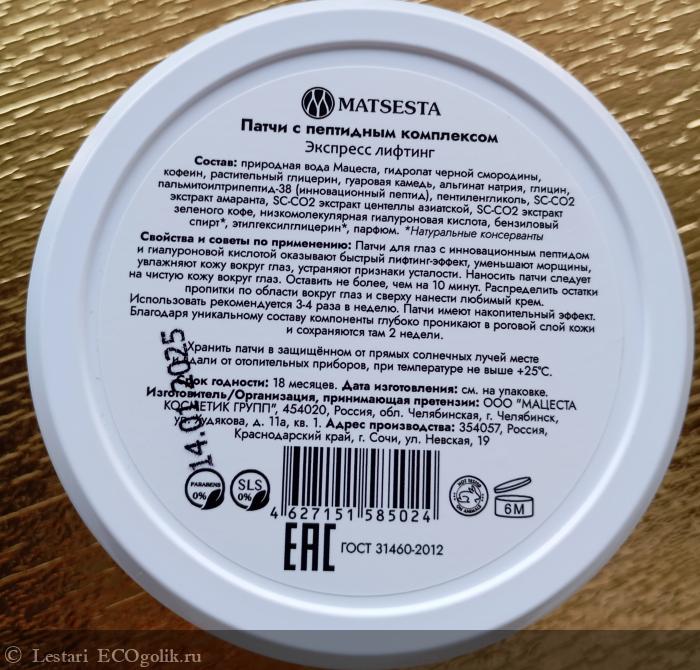 MATSESTA
Патчи с пептидным комплексом
Экспресс лифтинг
Состав: природная вода Мацеста, гидролат черной смородины,
кофеин, растительный глицерин, гуаровая камедь, альгинат натрия, глицин,
пальмитоилтрипептид-38 (инновационный пептид), пентиленгликоль, SC-CO2
экстракт амаранта, SC-CO2 экстракт центеллы азиатской, SC-CO2 экстракт
зеленого кофе, низкомолекулярная гиалуроновая кислота, бензиловый
спирт*, этилгексилглицерин*, парфюм. *Натуральные консерванты
Свойства и советы по применению: Патчи для глаз с инновационным пептидом
и гиалуроновой кислотой оказывают быстрый лифтинг-эффект, уменьшают морщины,
увлажняют кожу вокруг глаз, устраняют признаки усталости. Наносить патчи следует
на чистую кожу вокруг глаз. Оставить не более, чем на 10 минут. Распределить остатки
пропитки по области вокруг глаз и сверху нанести любимый крем.
Использовать рекомендуется 3-4 раза в неделю. Патчи имеют накопительный эффект.
Благодаря уникальному составу компоненты глубоко проникают в роговой слой кожи
и сохраняются там 2 недели.
Хранить патчи в защищённом от прямых солнечных лучей месте
вдали от отопительных приборов, при температуре не выше +25°С.
Срок годности: 18 месяцев. Дата изготовления: см. на упаковке.
Изготовитель/Организация, принимающая претензии: ООО "МАЦЕСТА
КОСМЕТИК ГРУПП", 454020, Россия, обл. Челябинская, г. Челябинск,
ул. Худякова, д. 11а, кв. 1. Адрес производства: 354057, Россия,
Краснодарский край, г. Сочи, ул. Невская, 19
14.01.2025
PARABENS
0%
SLS
0%
4 627151 585024
NOT TESTED
ON ANIMALS
6M
EAC
ГОСТ 31460-2012
© Lestari ECOgolik.ru